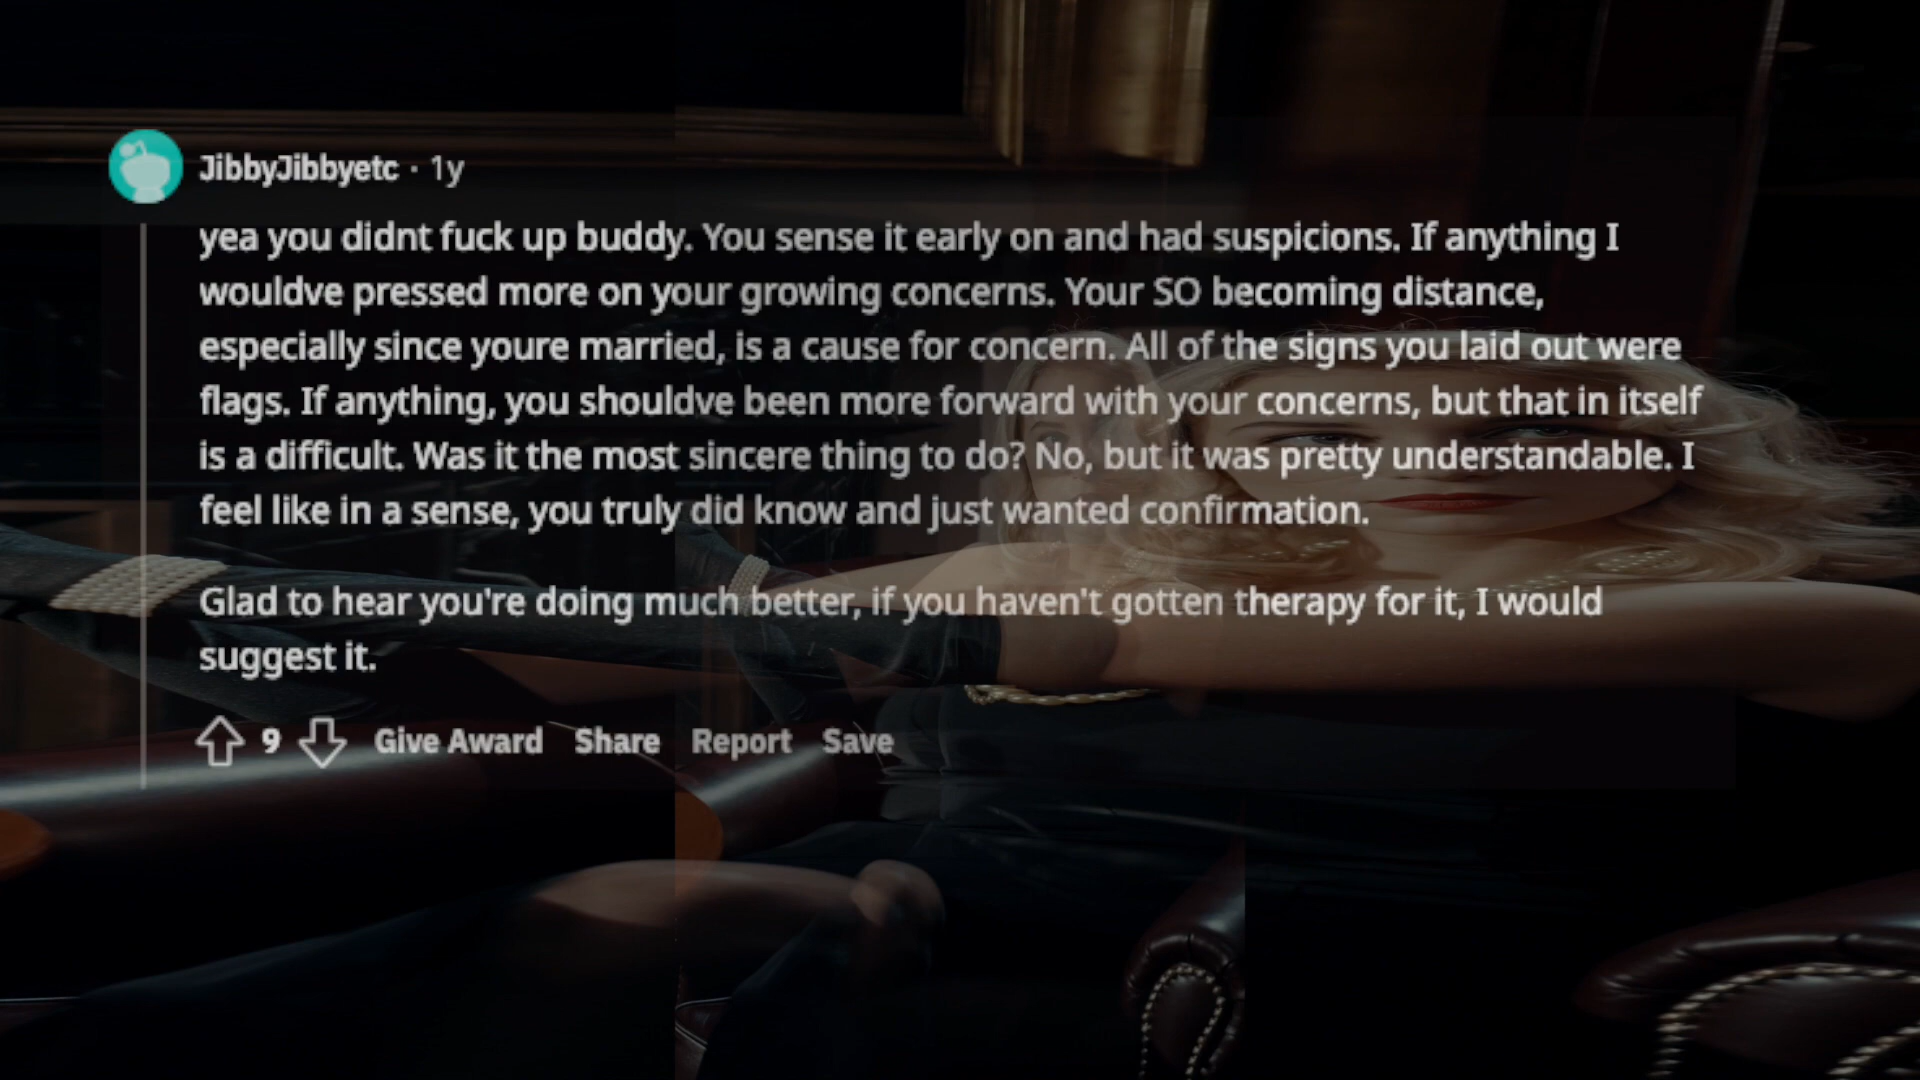 JibbyJibbyetc · 1y
yea you didnt fuck up buddy. You sense it early on and had suspicions. If anything I
wouldve pressed more on your growing concerns. Your SO becoming distance,
especially since youre married, is a cause for concern. All of the signs you laid out were
flags. If anything, you shouldve been more forward with your concerns, but that in itself
is a difficult. Was it the most sincere thing to do? No, but it was pretty understandable. I
feel like in a sense, you truly did know and just wanted confirmation.
Glad to hear you're doing much better, if you haven't gotten therapy for it, I would
suggest it.
9 Give Award Share Report Save